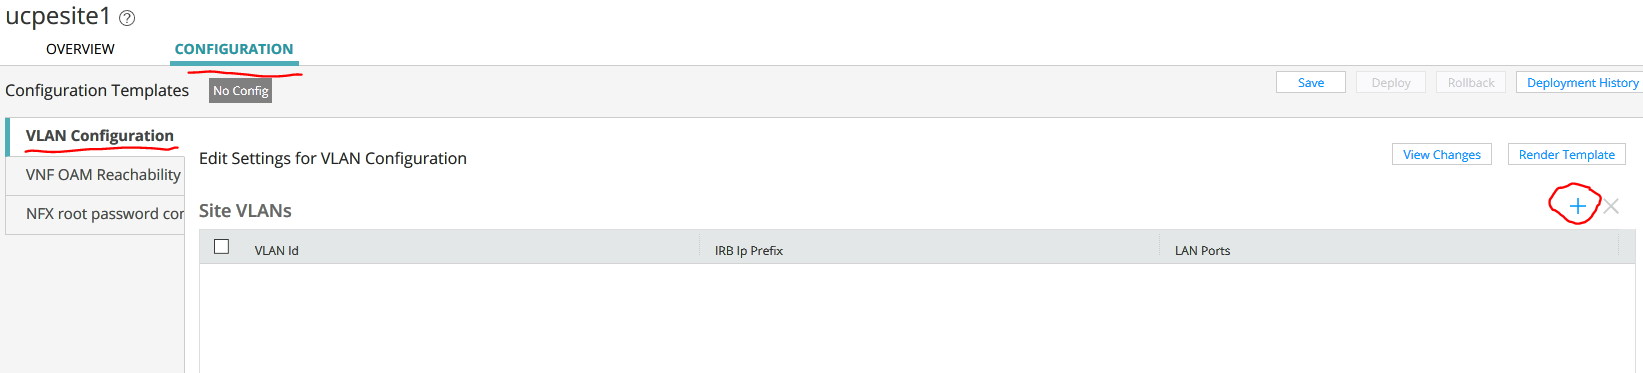 ucpesite1 ?
OVERVIEW CONFIGURATION
Configuration Templates No Config Save Deploy Rollback Deployment History
VLAN Configuration
Edit Settings for VLAN Configuration View Changes Render Template
VNF OAM Reachability
NFX root password cor
Site VLANs
VLAN Id IRB Ip Prefix LAN Ports